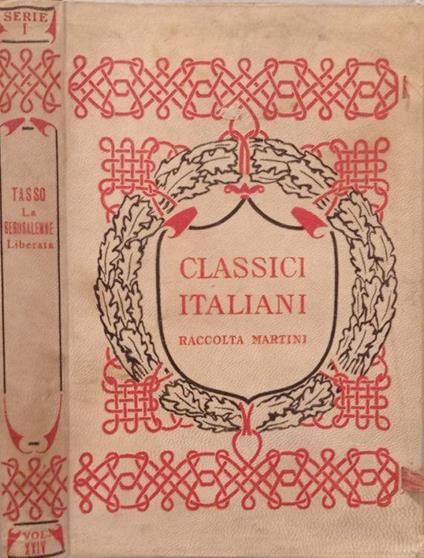 SERIE
I
TASSO
La
GERUSALEMME
Liberata
VOL.
XXIV
CLASSICI
ITALIANI
RACCOLTA MARTINI